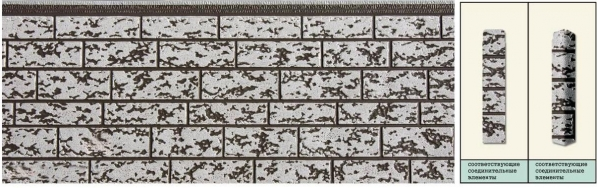 соответствующие
соединительные
элементы
соответствующие
соединительные
элементы